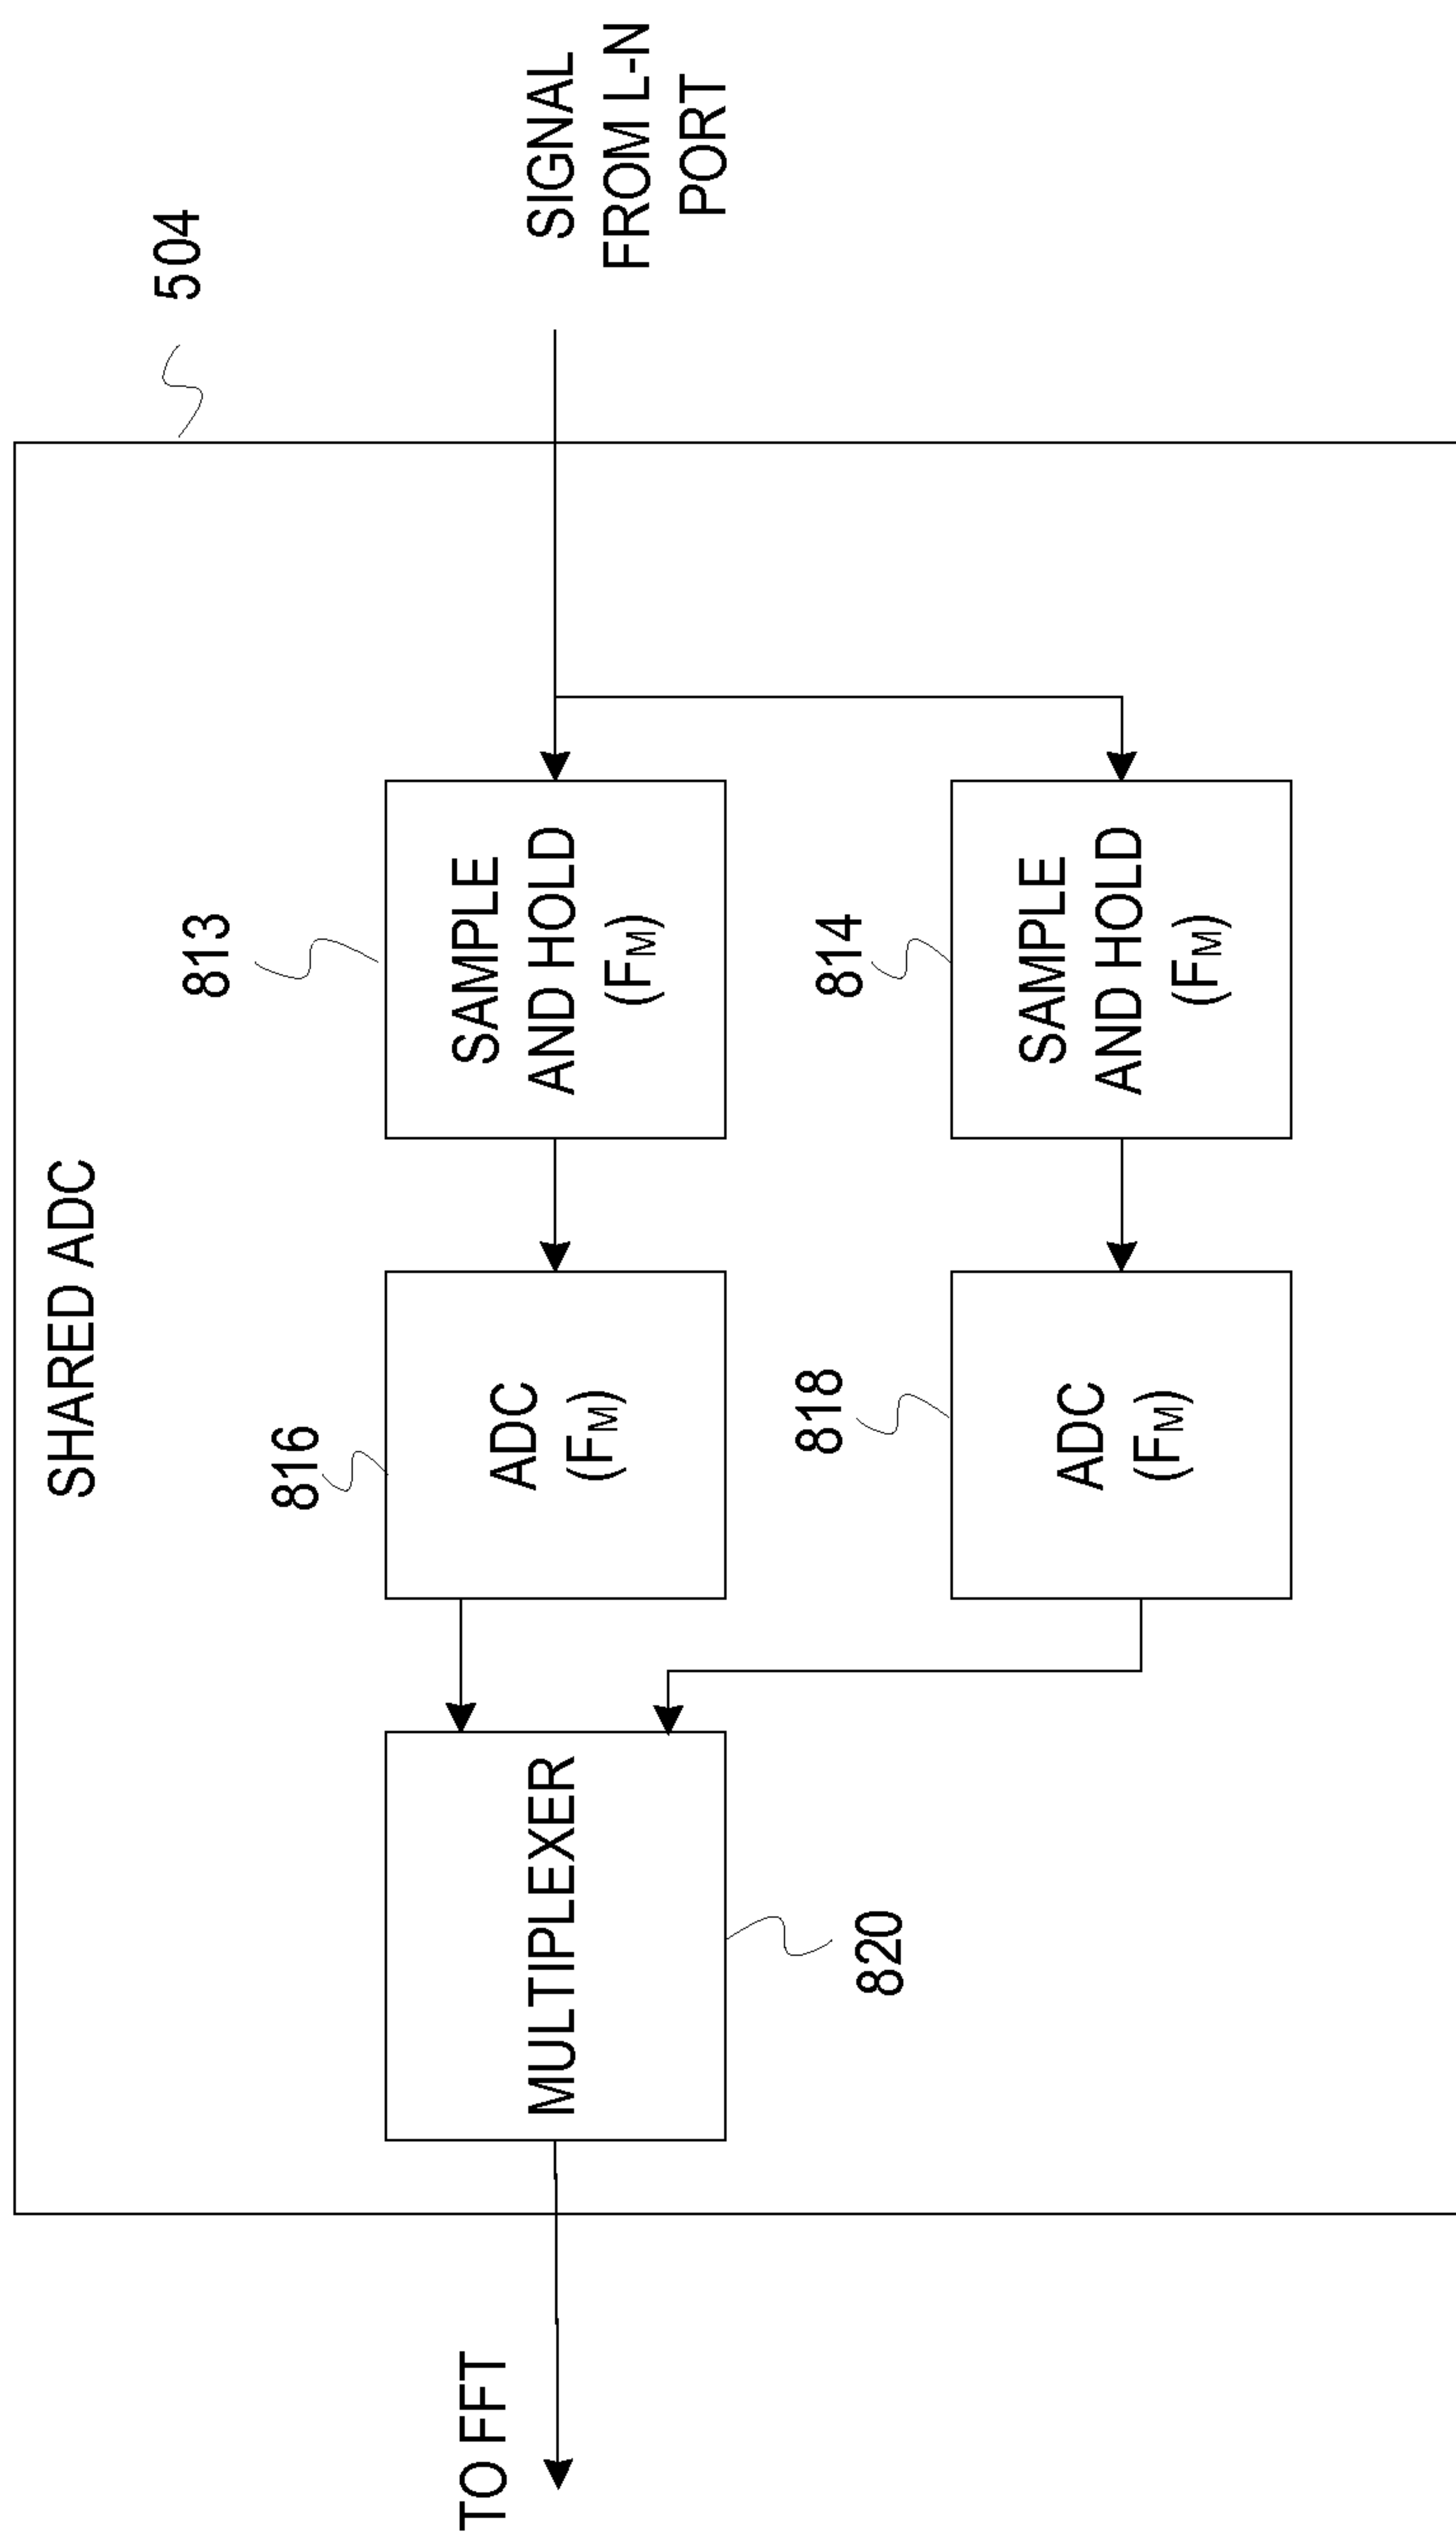 SHARED ADC
504
SIGNAL
FROM L-N
PORT
813
SAMPLE
AND HOLD
(FM)
816
ADC
(FM)
MULTIPLEXER
820
TO FFT
814
SAMPLE
AND HOLD
(FM)
818
ADC
(FM)